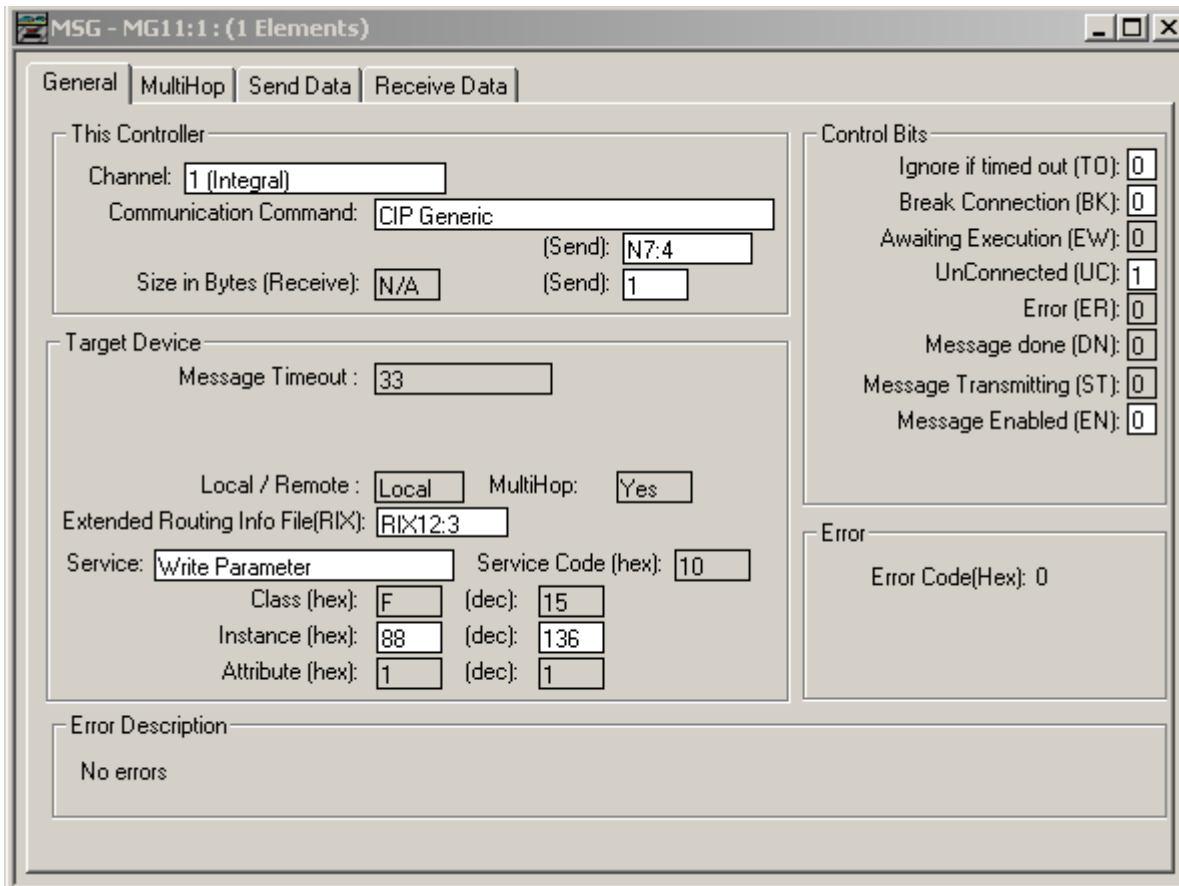 MSG - MG11:1 : (1 Elements)
General MultiHop Send Data Receive Data
This Controller
Channel: 1 (Integral)
Communication Command: CIP Generic
(Send): N7:4
Size in Bytes (Receive): N/A (Send): 1
Target Device
Message Timeout : 33
Local / Remote : Local MultiHop: Yes
Extended Routing Info File(RIX): RIX12:3
Service: Write Parameter Service Code (hex): 10
Class (hex): F (dec): 15
Instance (hex): 88 (dec): 136
Attribute (hex): 1 (dec): 1
Control Bits
Ignore if timed out (TO): 0
Break Connection (BK): 0
Awaiting Execution (EW): 0
UnConnected (UC): 1
Error (ER): 0
Message done (DN): 0
Message Transmitting (ST): 0
Message Enabled (EN): 0
Error
Error Code(Hex): 0
Error Description
No errors